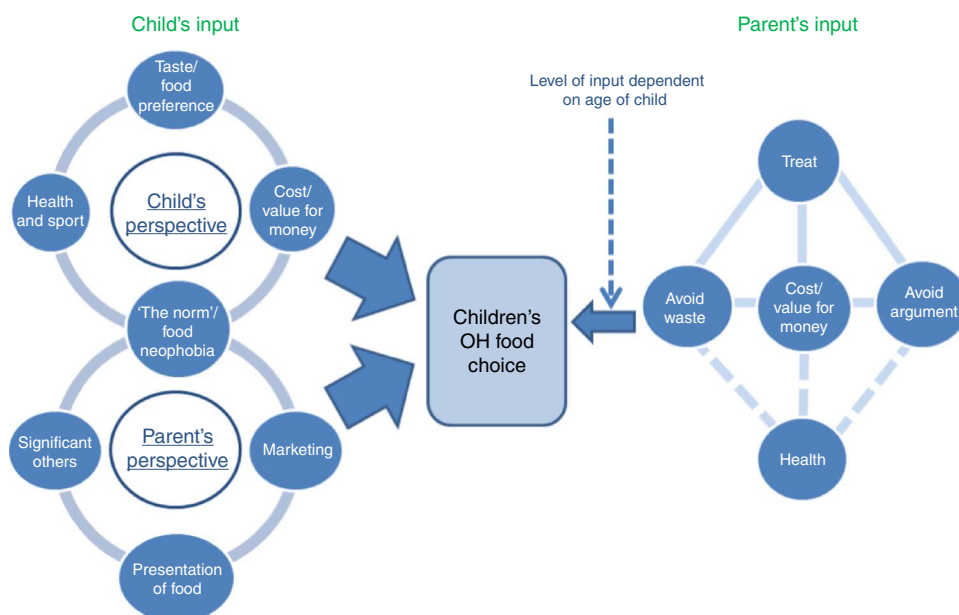 Child's input
Taste/
food
preference
Health
and sport
Child's
perspective
Cost/
value for
money
'The norm'/
food
neophobia
Significant
others
Parent's
perspective
Marketing
Presentation
of food
Children's
OH food
choice
Level of input dependent
on age of child
Parent's input
Treat
Avoid
waste
Cost/
value for
money
Avoid
argument
Health